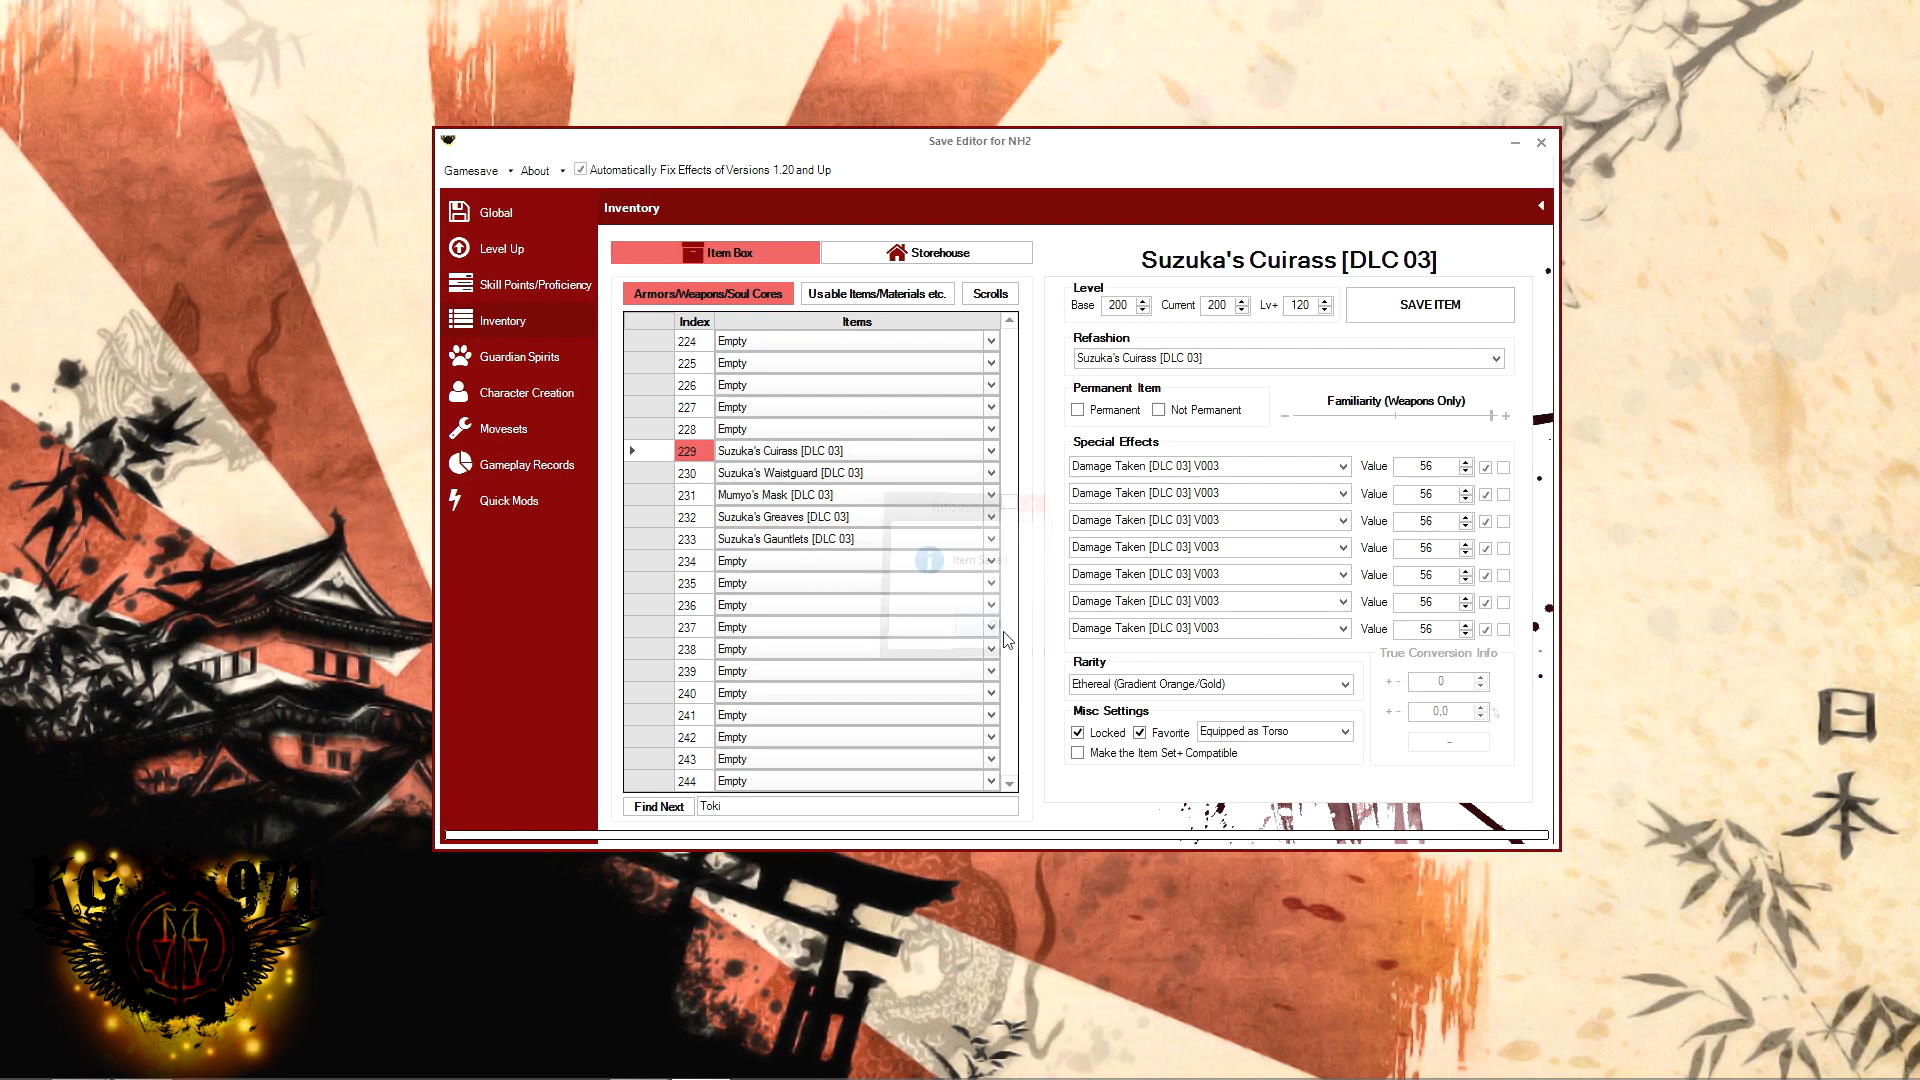 Save Editor for NH2
Gamesave About Automatically Fix Effects of Versions 1.20 and Up
Global
Level Up
Skill Points/Proficiency
Inventory
Guardian Spirits
Character Creation
Movesets
Gameplay Records
Quick Mods
Inventory
Item Box Storehouse
Armors/Weapons/Soul Cores Usable Items/Materials etc. Scrolls
Index Items
224 Empty
225 Empty
226 Empty
227 Empty
228 Empty
229 Suzuka's Cuirass [DLC 03]
230 Suzuka's Waistguard [DLC 03]
231 Mumyo's Mask [DLC 03]
232 Suzuka's Greaves [DLC 03]
233 Suzuka's Gauntlets [DLC 03]
234 Empty
235 Empty
236 Empty
237 Empty
238 Empty
239 Empty
240 Empty
241 Empty
242 Empty
243 Empty
244 Empty
Find Next Toki
Item
Suzuka's Cuirass [DLC 03]
Level
Base 200 Current 200 Lv+ 120 SAVE ITEM
Refashion
Suzuka's Cuirass [DLC 03]
Permanent Item
Permanent Not Permanent
Familiarity (Weapons Only)
- +
Special Effects
Damage Taken [DLC 03] V003 Value 56
Damage Taken [DLC 03] V003 Value 56
Damage Taken [DLC 03] V003 Value 56
Damage Taken [DLC 03] V003 Value 56
Damage Taken [DLC 03] V003 Value 56
Damage Taken [DLC 03] V003 Value 56
Damage Taken [DLC 03] V003 Value 56
Rarity
Ethereal (Gradient Orange/Gold)
Misc Settings
Locked Favorite Equipped as Torso
Make the Item Set+ Compatible
True Conversion Info
+ - 0
+ - 0,0 %
-
KG 971
日
本